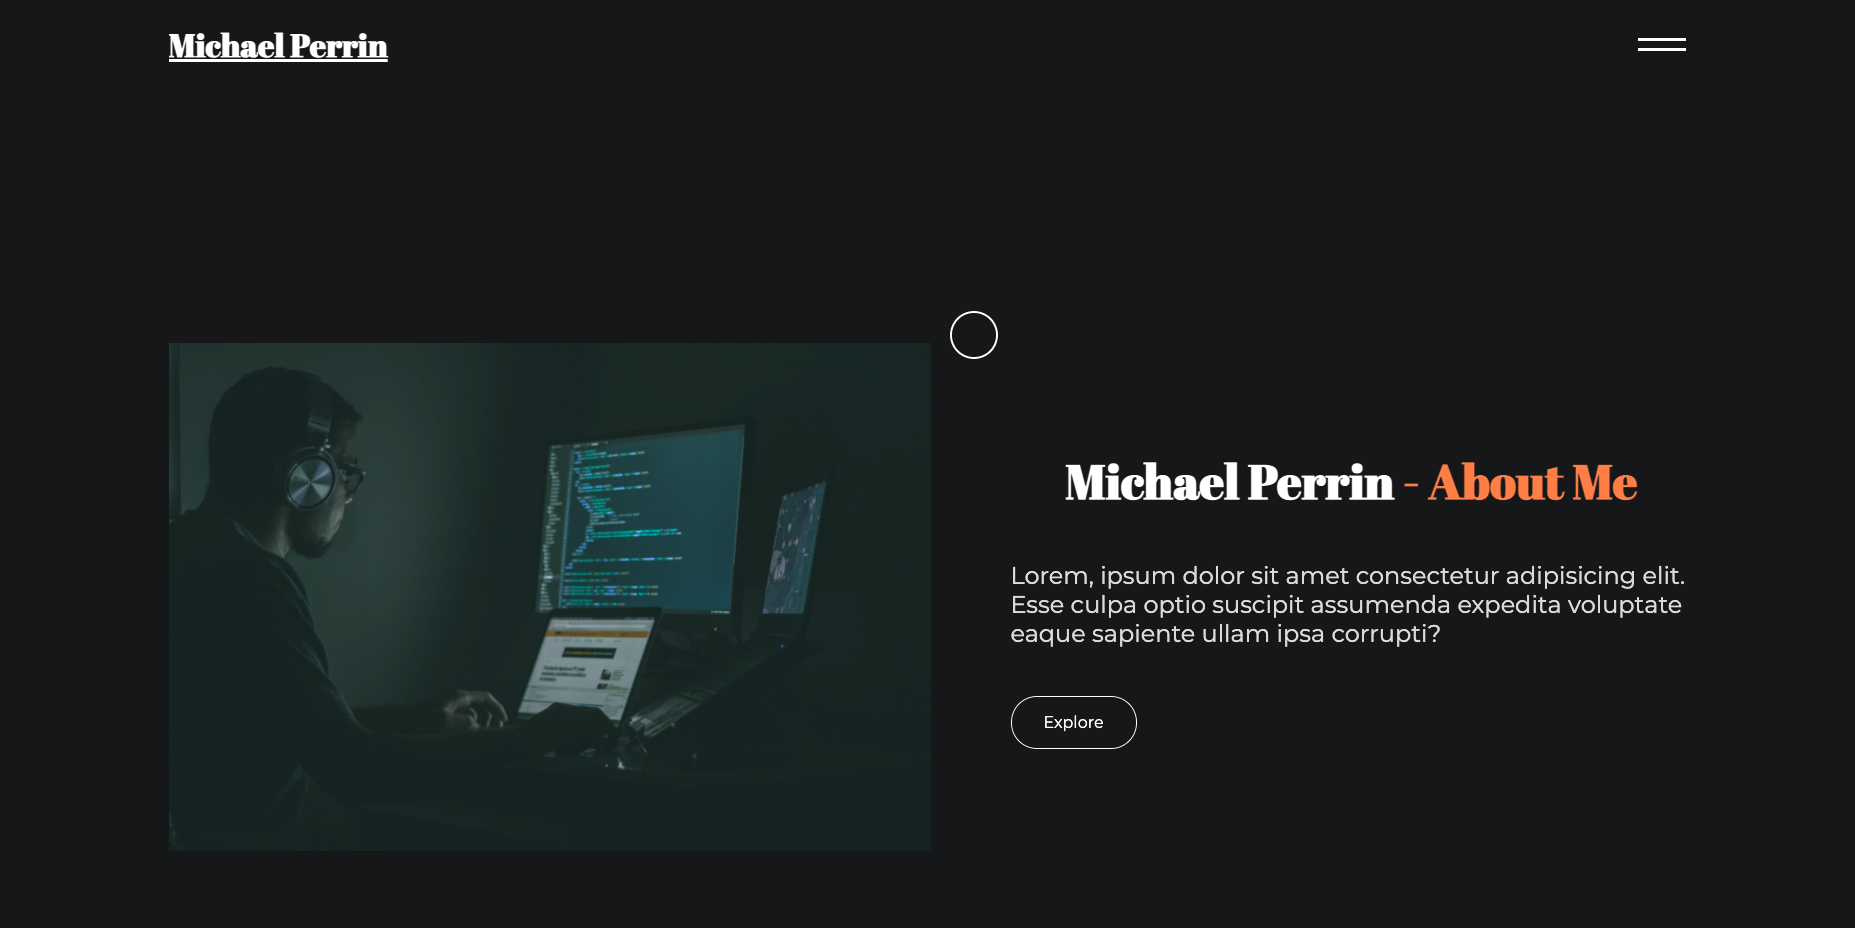 Michael Perrin
Michael Perrin - About Me
Lorem, ipsum dolor sit amet consectetur adipisicing elit.
Esse culpa optio suscipit assumenda expedita voluptate
eaque sapiente ullam ipsa corrupti?
Explore